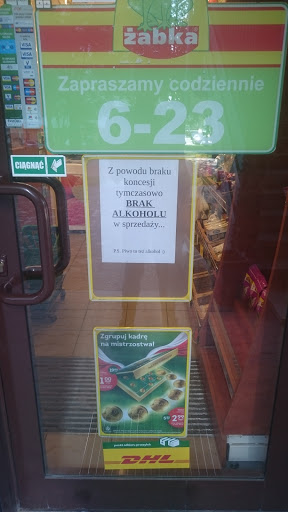 żabka
Zapraszamy codziennie
6-23
CIĄGNĄĆ
Z powodu braku
koncesji
tymczasowo
BRAK
ALKOHOLU
w sprzedaży...
Zgrupuj kadrę
na mistrzostwa!
DHL